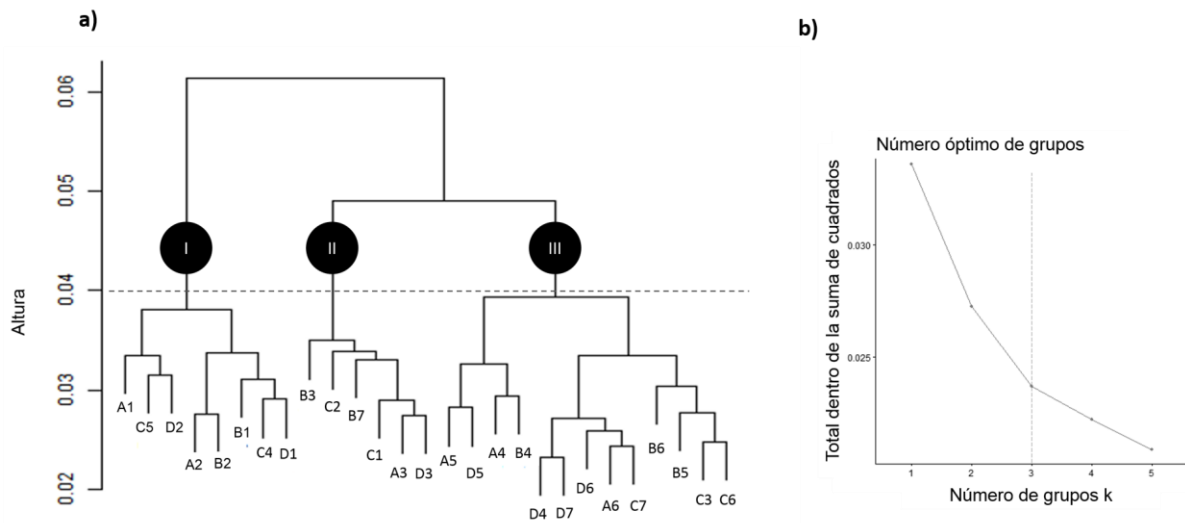 a)
Altura
0.06
0.05
0.04
0.03
0.02
I
II
III
A1
C5
D2
A2
B2
B1
C4
D1
B3
C2
B7
C1
A3
D3
A5
D5
A4
B4
D4
D7
D6
A6
C7
B6
B5
C3
C6
b)
Número óptimo de grupos
Total dentro de la suma de cuadrados
0.030
0.025
1 2 3 4 5
Número de grupos k